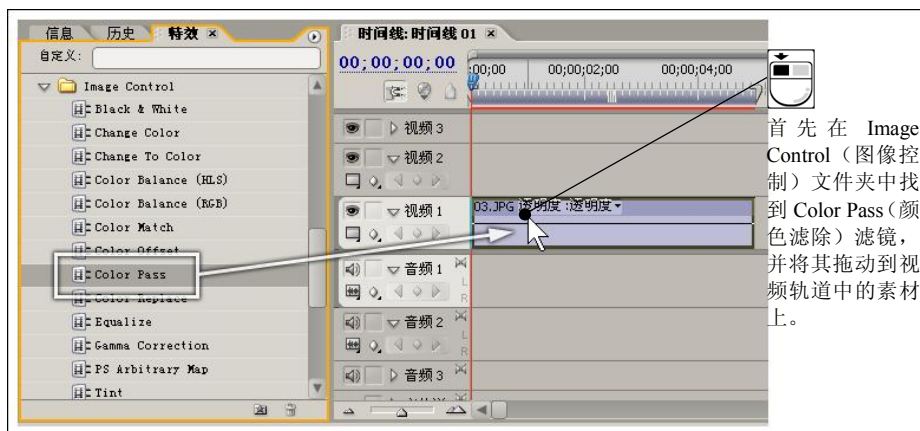 信息 历史 特效
自定义:
Image Control
Black & White
Change Color
Change To Color
Color Balance (HLS)
Color Balance (RGB)
Color Match
Color Offset
Color Pass
Color Replace
Equalize
Gamma Correction
PS Arbitrary Map
Tint
时间线: 时间线 01
00;00;00;00
:00;00 00;00;02;00 00;00;04;00
视频 3
视频 2
视频 1
03.JPG 透明度:透明度
音频 1
L
R
音频 2
L
R
音频 3
首先在 Image
Control（图像控
制）文件夹中找
到 Color Pass（颜
色滤除）滤镜，
并将其拖动到视
频轨道中的素材
上。